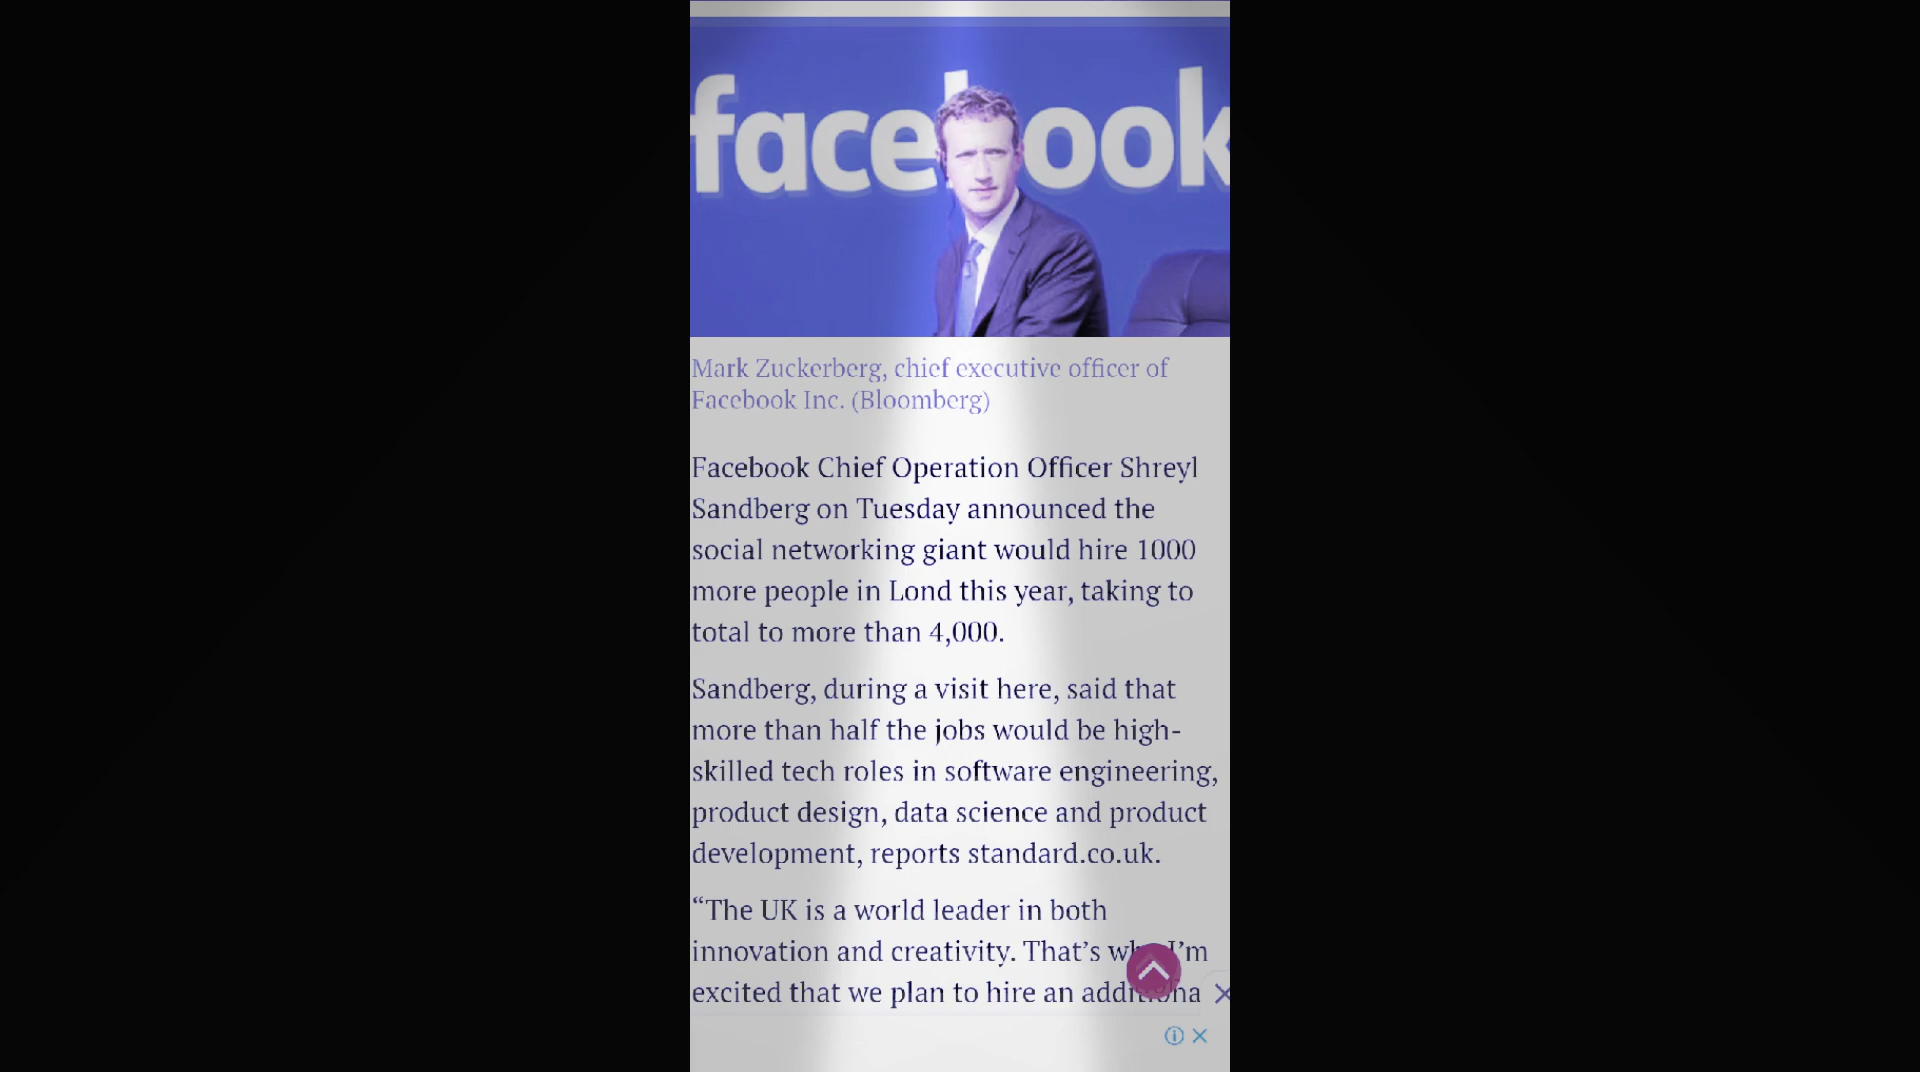 facebook
Mark Zuckerberg, chief executive officer of
Facebook Inc. (Bloomberg)
Facebook Chief Operation Officer Shreyl
Sandberg on Tuesday announced the
social networking giant would hire 1000
more people in Lond this year, taking to
total to more than 4,000.
Sandberg, during a visit here, said that
more than half the jobs would be high-
skilled tech roles in software engineering,
product design, data science and product
development, reports standard.co.uk.
“The UK is a world leader in both
innovation and creativity. That’s why I’m
excited that we plan to hire an additiona